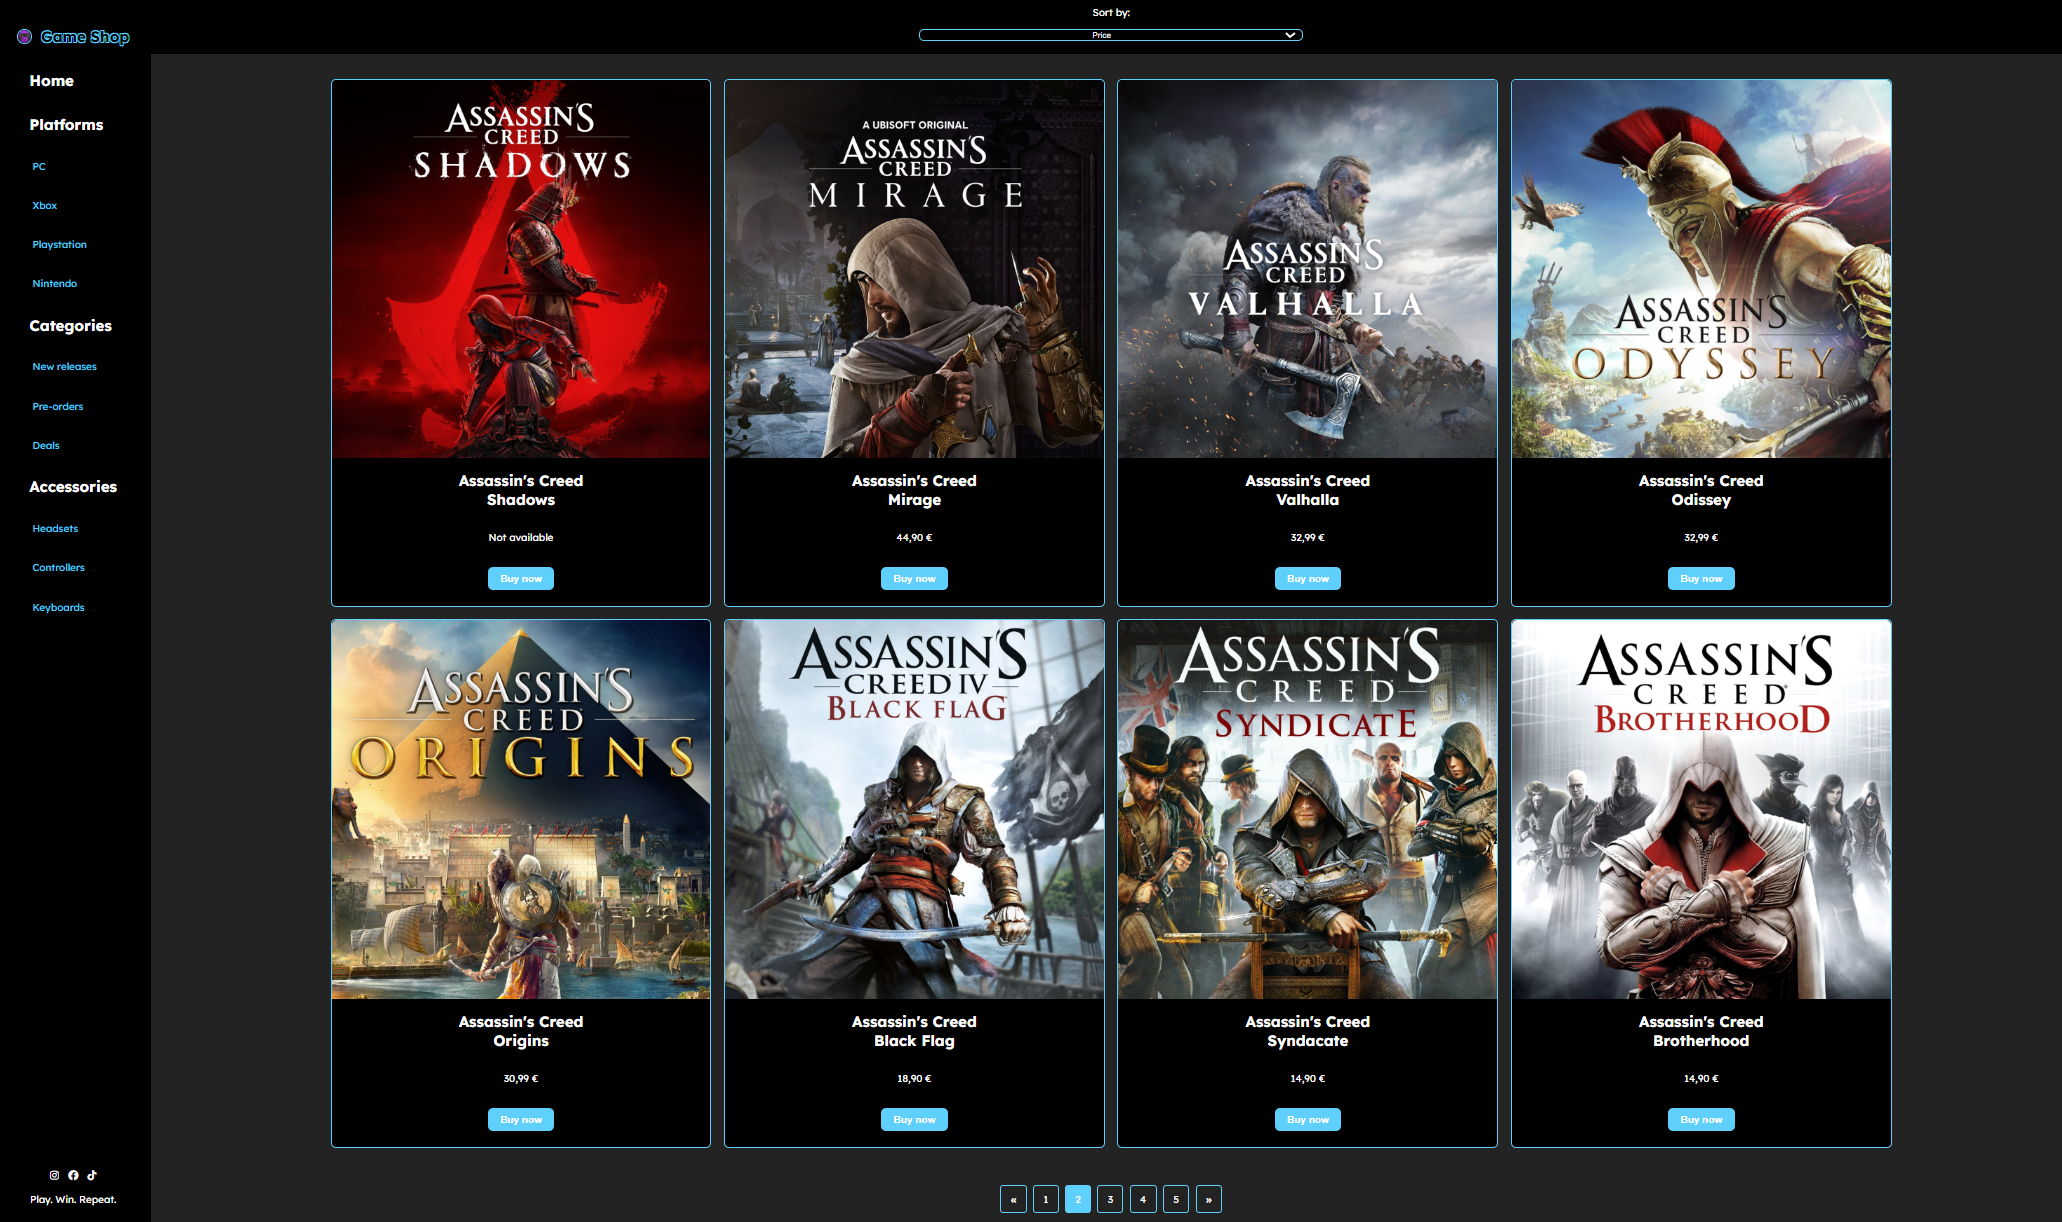 Game Shop
Home
Platforms
PC
Xbox
Playstation
Nintendo
Categories
New releases
Pre-orders
Deals
Accessories
Headsets
Controllers
Keyboards
Play. Win. Repeat.
Sort by:
Price
ASSASSIN'S
CREED
SHADOWS
Assassin's Creed
Shadows
Not available
Buy now
A UBISOFT ORIGINAL
ASSASSIN'S
CREED
MIRAGE
Assassin's Creed
Mirage
44,90 €
Buy now
ASSASSIN'S
CREED
VALHALLA
Assassin's Creed
Valhalla
32,99 €
Buy now
ASSASSIN'S
CREED
ODYSSEY
Assassin's Creed
Odissey
32,99 €
Buy now
ASSASSIN'S
CREED
ORIGINS
Assassin's Creed
Origins
30,99 €
Buy now
ASSASSIN'S
CREED IV
BLACK FLAG
Assassin's Creed
Black Flag
18,90 €
Buy now
ASSASSIN'S
CREED
SYNDICATE
Assassin's Creed
Syndacate
14,90 €
Buy now
ASSASSIN'S
CREED
BROTHERHOOD
Assassin's Creed
Brotherhood
14,90 €
Buy now
« 1 2 3 4 5 »